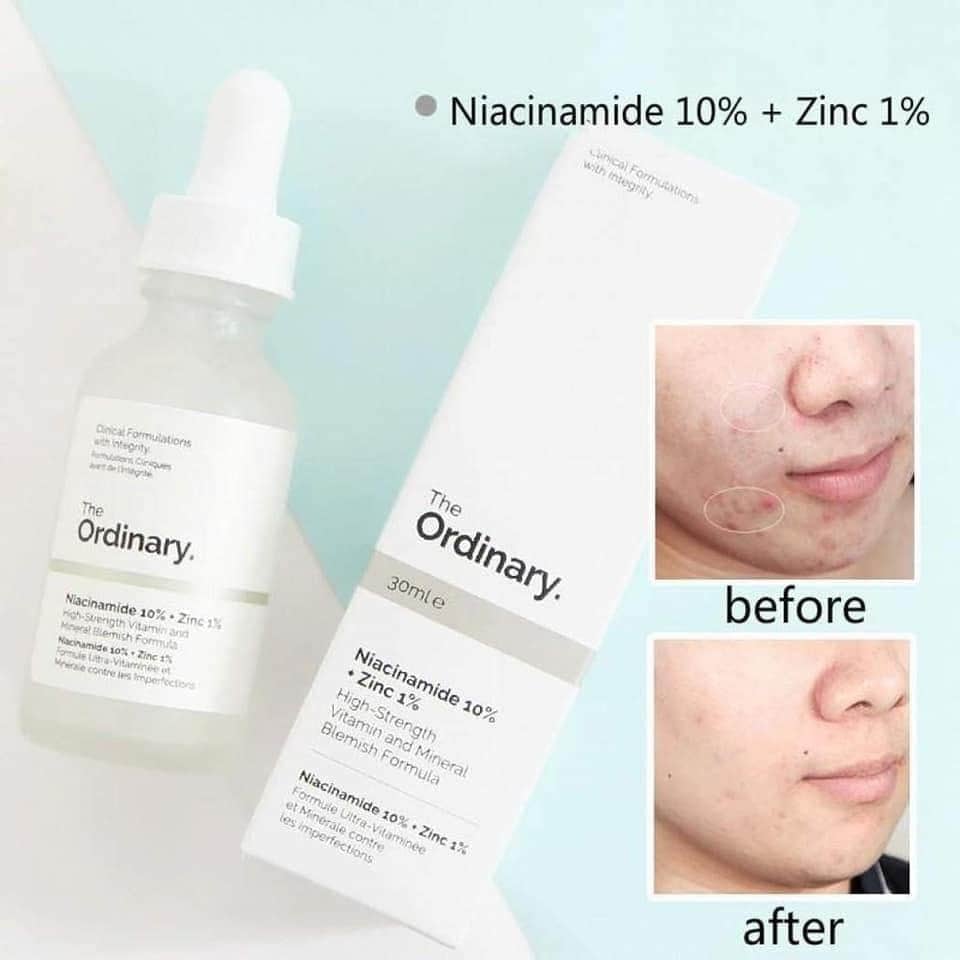 • Niacinamide 10% + Zinc 1%
Clinical Formulations
with Integrity.
Clinical Formulations
with Integrity.
Formulations Cliniques
avant de l'Intégrité.
The
Ordinary.
Niacinamide 10% + Zinc 1%
High-Strength Vitamin and
Mineral Blemish Formula
Niacinamide 10% + Zinc 1%
Formule Ultra-Vitaminée et
Minérale contre les Imperfections
The
Ordinary.
30ml e
Niacinamide 10%
+ Zinc 1%
High-Strength
Vitamin and Mineral
Blemish Formula
Niacinamide 10% + Zinc 1%
Formule Ultra-Vitaminée
et Minérale contre
les imperfections
before
after